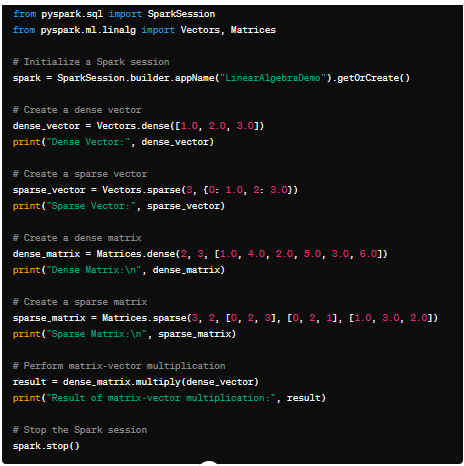 from pyspark.sql import SparkSession
from pyspark.ml.linalg import Vectors, Matrices
# Initialize a Spark session
spark = SparkSession.builder.appName("LinearAlgebraDemo").getOrCreate()
# Create a dense vector
dense_vector = Vectors.dense([1.0, 2.0, 3.0])
print("Dense Vector:", dense_vector)
# Create a sparse vector
sparse_vector = Vectors.sparse(3, {0: 1.0, 2: 3.0})
print("Sparse Vector:", sparse_vector)
# Create a dense matrix
dense_matrix = Matrices.dense(2, 3, [1.0, 4.0, 2.0, 5.0, 3.0, 6.0])
print("Dense Matrix:\n", dense_matrix)
# Create a sparse matrix
sparse_matrix = Matrices.sparse(3, 2, [0, 2, 3], [0, 2, 1], [1.0, 3.0, 2.0])
print("Sparse Matrix:\n", sparse_matrix)
# Perform matrix-vector multiplication
result = dense_matrix.multiply(dense_vector)
print("Result of matrix-vector multiplication:", result)
# Stop the Spark session
spark.stop()